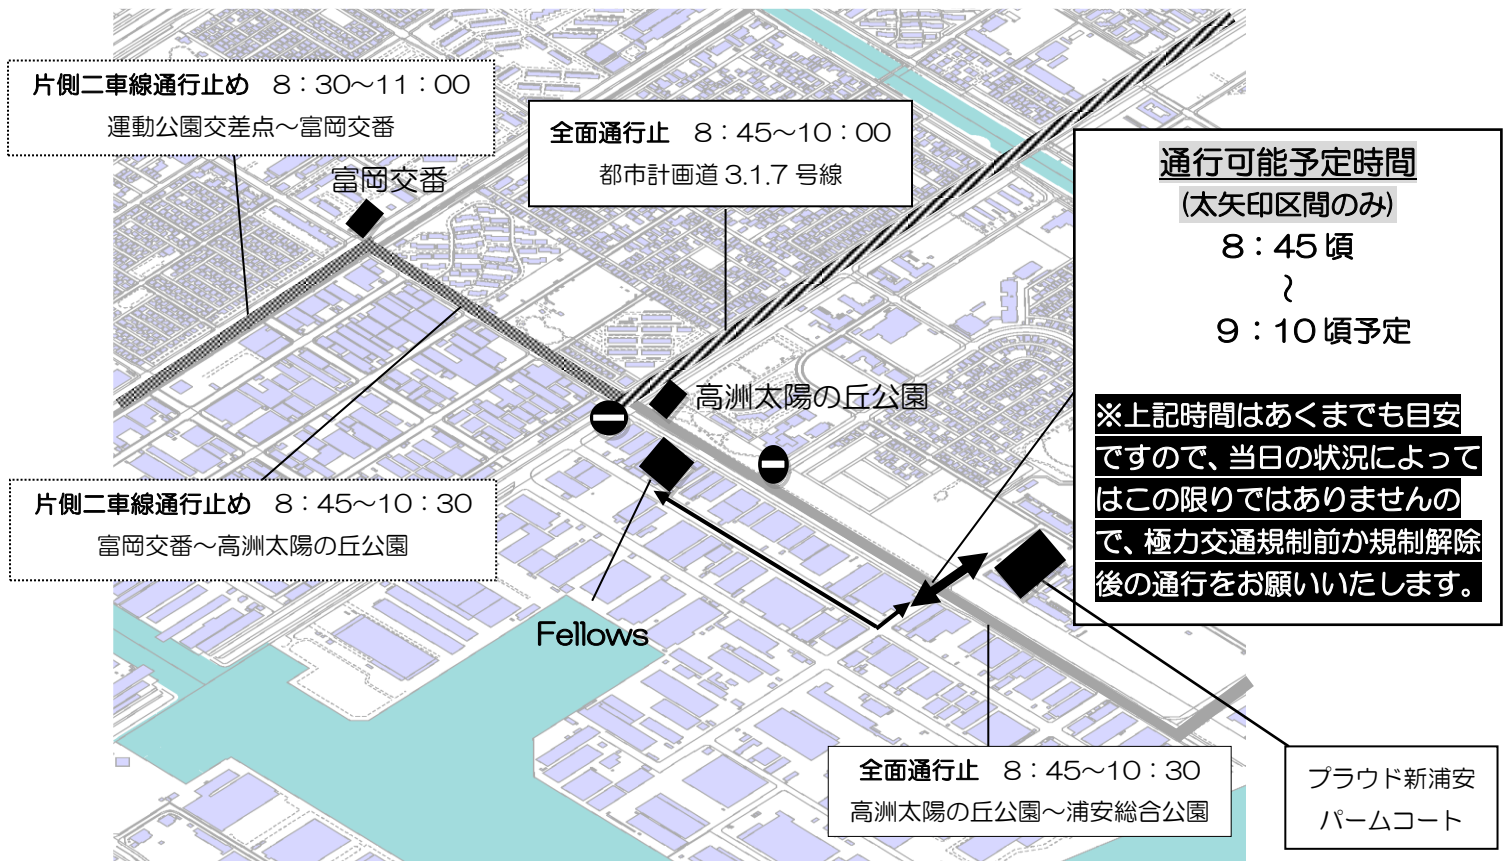 片側二車線通行止め 8:30～11:00
運動公園交差点～富岡交番
全面通行止 8:45～10:00
都市計画道 3.1.7 号線
通行可能予定時間
(太矢印区間のみ)
8:45 頃
～
9:10 頃予定
※上記時間はあくまでも目安
ですので、当日の状況によって
はこの限りではありませんの
で、極力交通規制前か規制解除
後の通行をお願いいたします。
富岡交番
高洲太陽の丘公園
片側二車線通行止め 8:45～10:30
富岡交番～高洲太陽の丘公園
Fellows
全面通行止 8:45～10:30
高洲太陽の丘公園～浦安総合公園
プラウド新浦安
パームコート